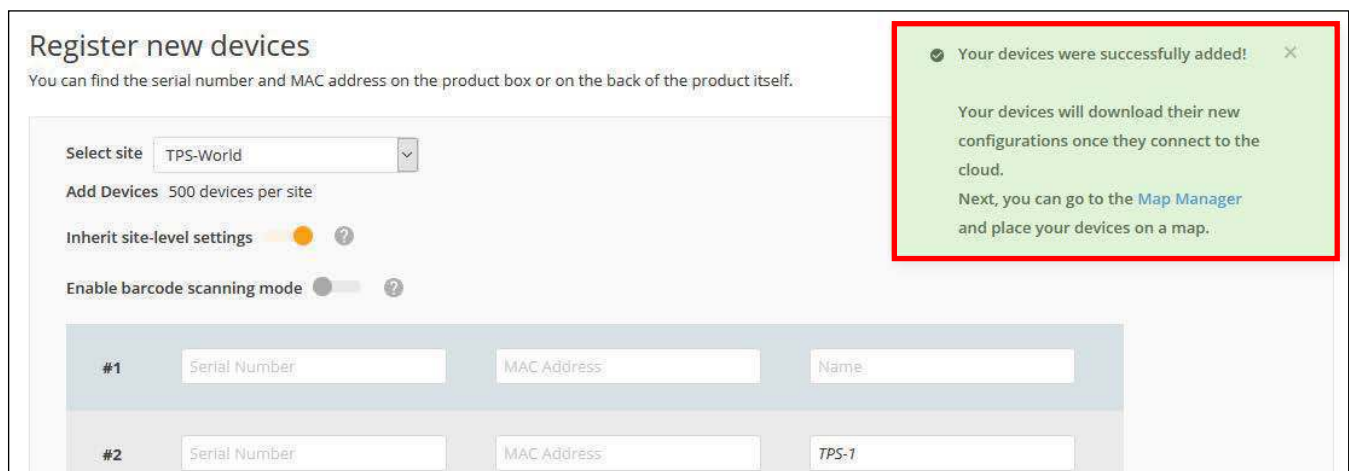 Register new devices
You can find the serial number and MAC address on the product box or on the back of the product itself.
Your devices were successfully added!
Your devices will download their new
configurations once they connect to the
cloud.
Next, you can go to the Map Manager
and place your devices on a map.
Select site TPS-World
Add Devices 500 devices per site
Inherit site-level settings ?
Enable barcode scanning mode ?
#1 Serial Number MAC Address Name
#2 Serial Number MAC Address TPS-1